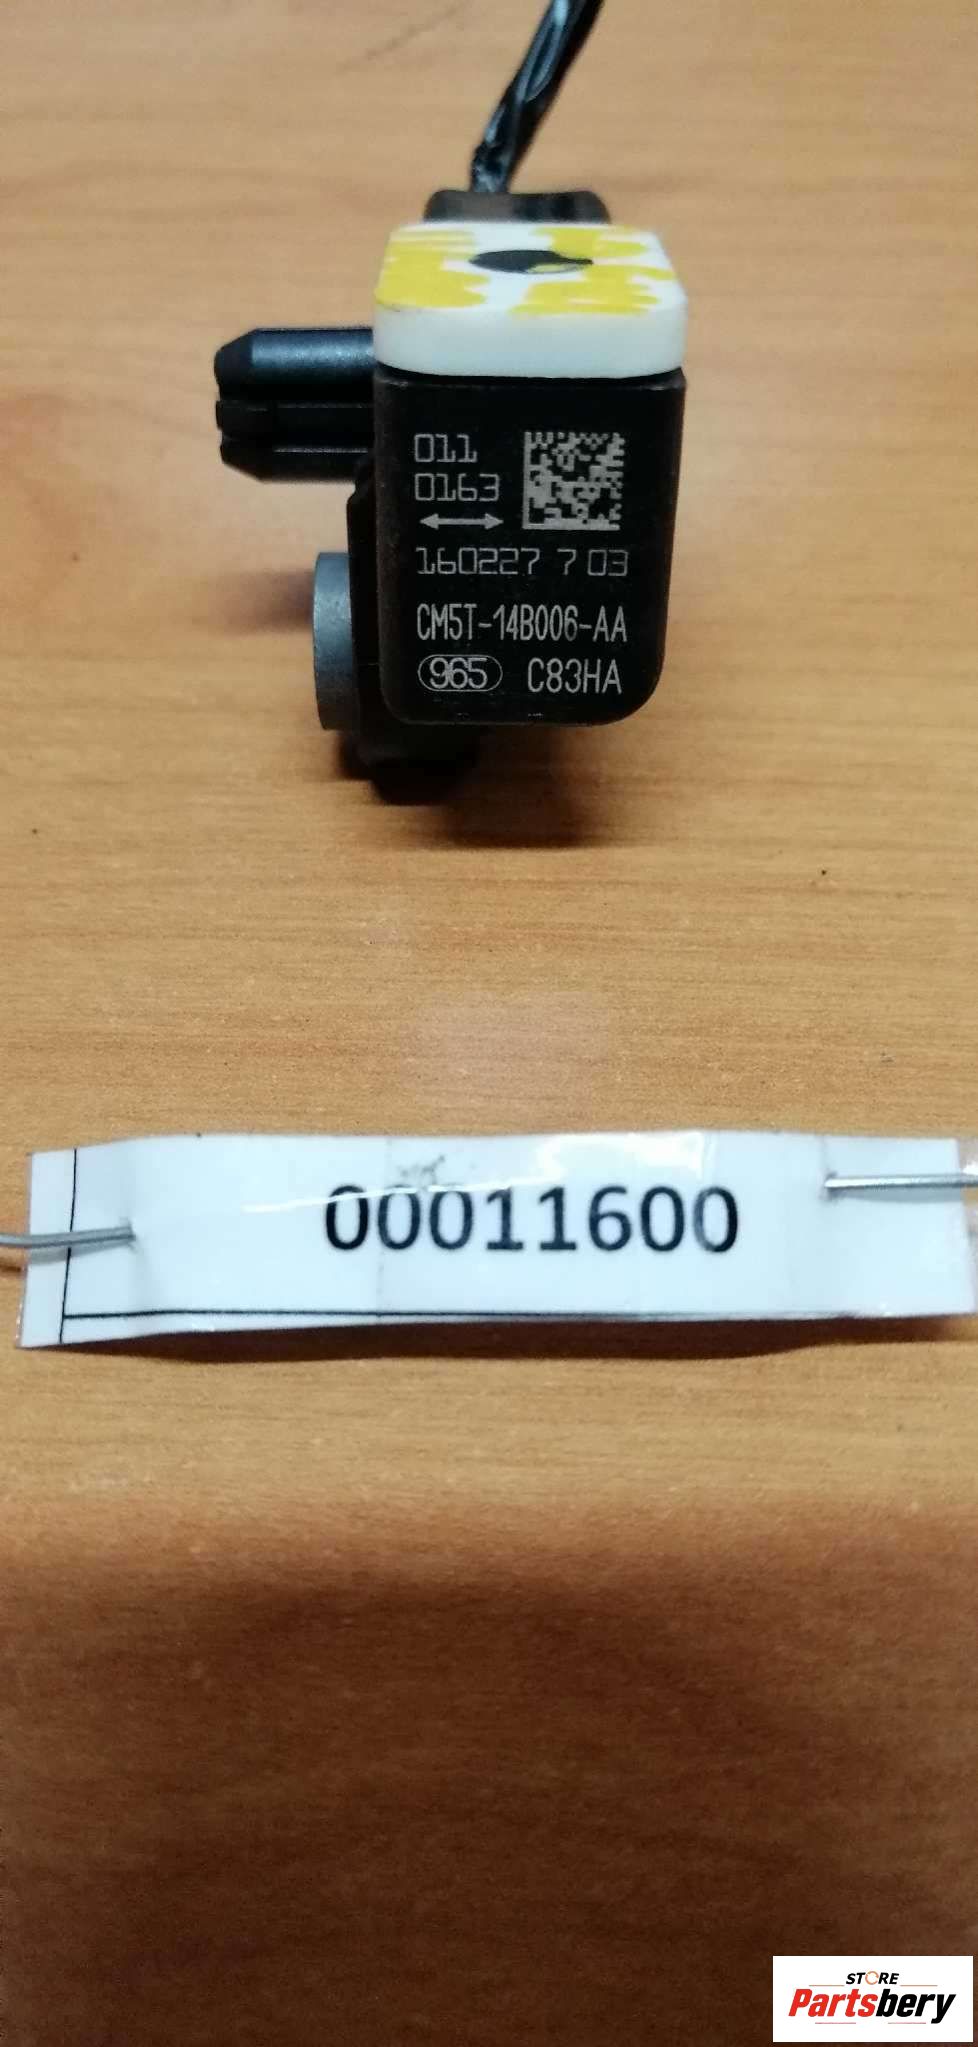 011
0163
160227 7 03
CM5T-14B006-AA
965 C83HA
00011600
STORE
Partsbery